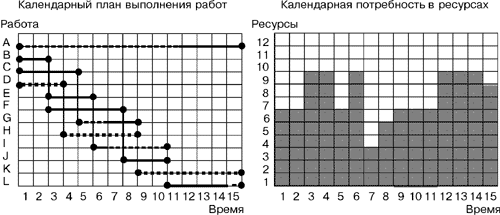 Календарный план выполнения работ
Работа
A
B
C
D
E
F
G
H
I
J
K
L
1 2 3 4 5 6 7 8 9 10 11 12 13 14 15
Время
Календарная потребность в ресурсах
Ресурсы
12
11
10
9
8
7
6
5
4
3
2
1
1 2 3 4 5 6 7 8 9 10 11 12 13 14 15
Время